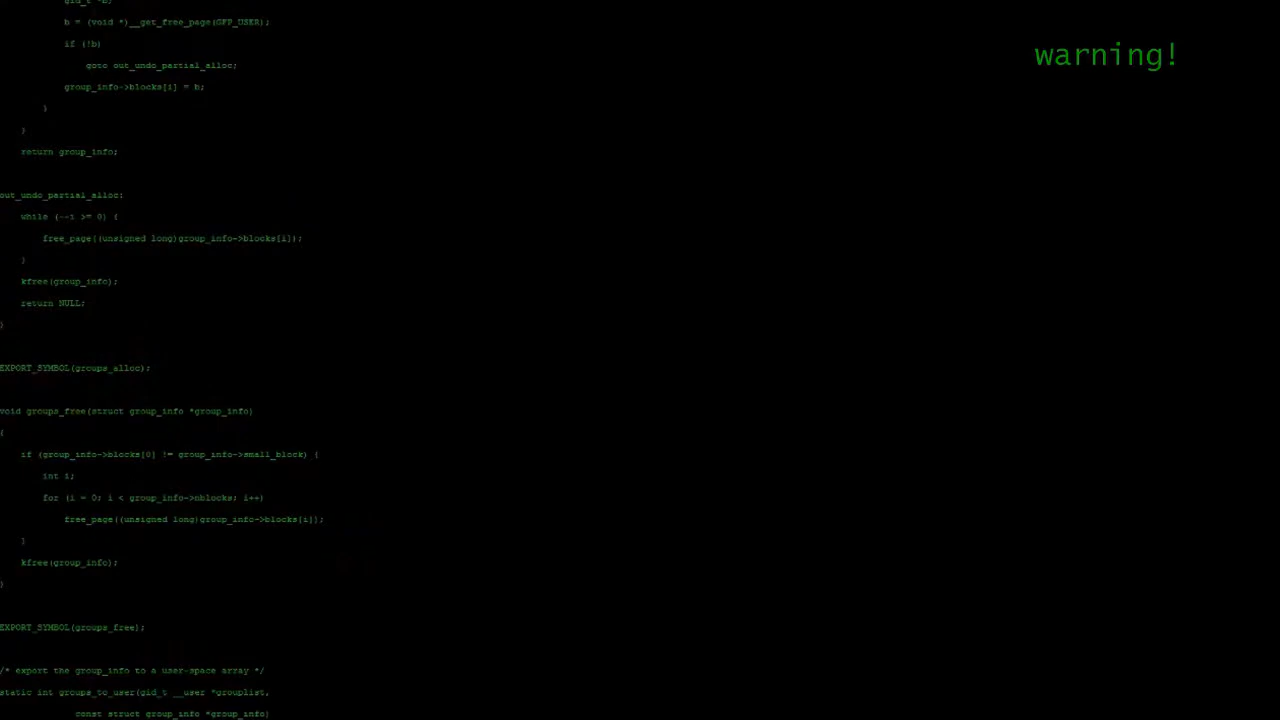 gid_t *b;
b = (void *)__get_free_page(GFP_USER);
if (!b)
goto out_undo_partial_alloc;
group_info->blocks[i] = b;
}
}
return group_info;
out_undo_partial_alloc:
while (--i >= 0) {
free_page((unsigned long)group_info->blocks[i]);
}
kfree(group_info);
return NULL;
}
EXPORT_SYMBOL(groups_alloc);
void groups_free(struct group_info *group_info)
{
if (group_info->blocks[0] != group_info->small_block) {
int i;
for (i = 0; i < group_info->nblocks; i++)
free_page((unsigned long)group_info->blocks[i]);
}
kfree(group_info);
}
EXPORT_SYMBOL(groups_free);
/* export the group_info to a user-space array */
static int groups_to_user(gid_t __user *grouplist,
const struct group_info *group_info)
warning!